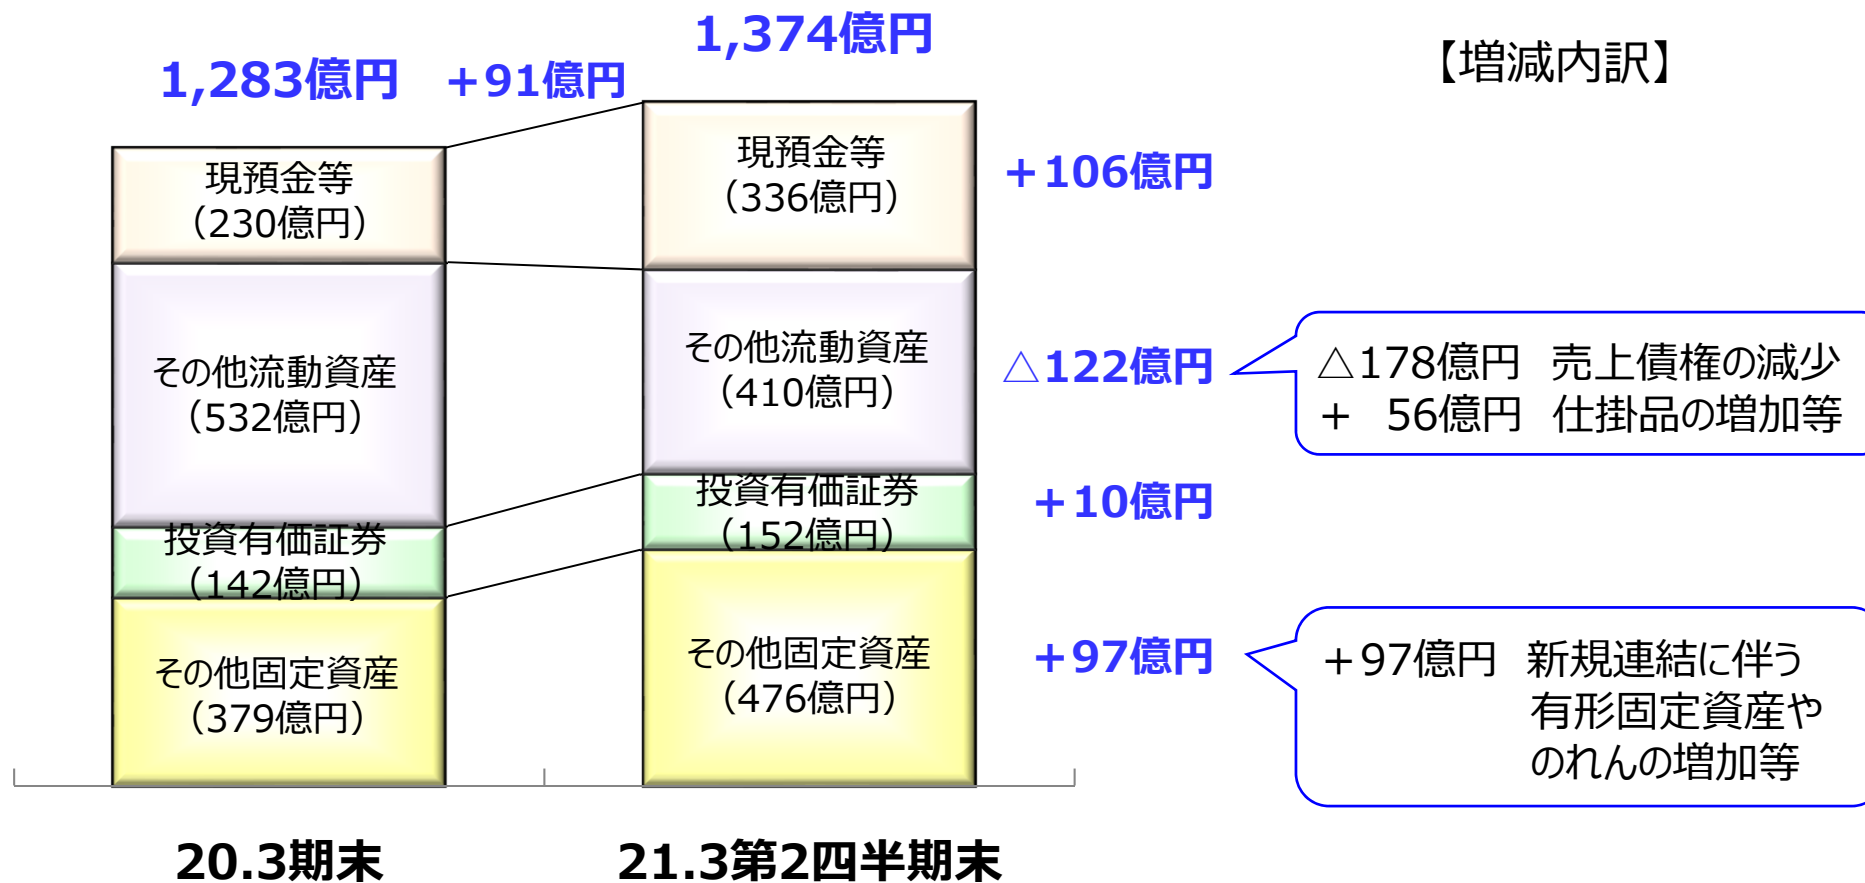 1,283億円
+91億円
1,374億円
【増減内訳】
現預金等
（230億円）
その他流動資産
（532億円）
投資有価証券
（142億円）
その他固定資産
（379億円）
20.3期末
現預金等
（336億円）
その他流動資産
（410億円）
投資有価証券
（152億円）
その他固定資産
（476億円）
21.3第2四半期末
+106億円
△122億円
△178億円 売上債権の減少
+ 56億円 仕掛品の増加等
+10億円
+97億円
+97億円 新規連結に伴う
有形固定資産や
のれんの増加等